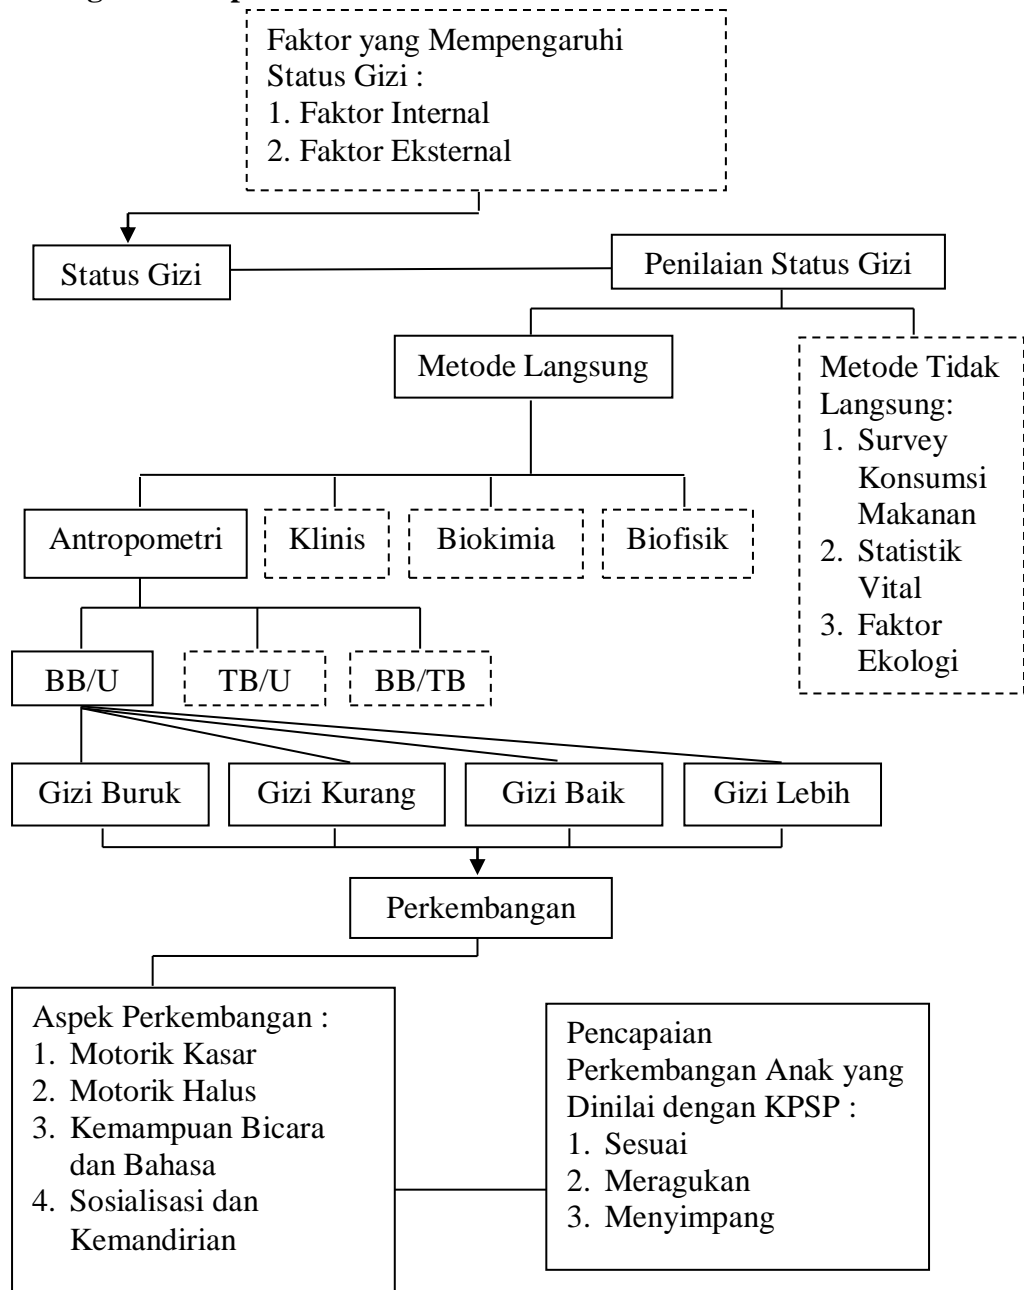 Faktor yang Mempengaruhi
Status Gizi :
1. Faktor Internal
2. Faktor Eksternal
Status Gizi
Penilaian Status Gizi
Metode Langsung
Metode Tidak
Langsung:
1. Survey
Konsumsi
Makanan
2. Statistik
Vital
3. Faktor
Ekologi
Antropometri
Klinis
Biokimia
Biofisik
BB/U
TB/U
BB/TB
Gizi Buruk
Gizi Kurang
Gizi Baik
Gizi Lebih
Perkembangan
Aspek Perkembangan :
1. Motorik Kasar
2. Motorik Halus
3. Kemampuan Bicara
dan Bahasa
4. Sosialisasi dan
Kemandirian
Pencapaian
Perkembangan Anak yang
Dinilai dengan KPSP :
1. Sesuai
2. Meragukan
3. Menyimpang